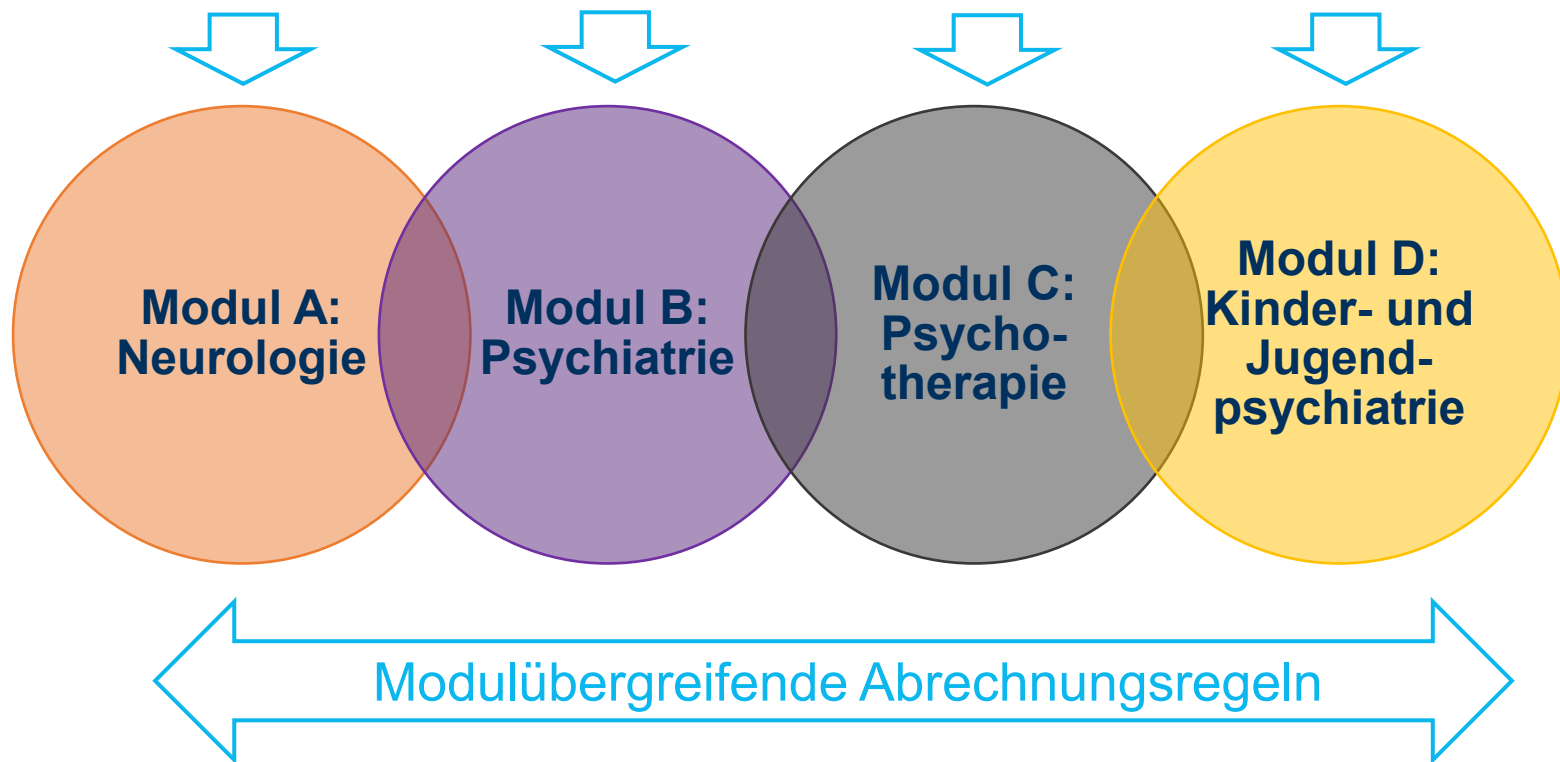 Modul A:
Neurologie
Modul B:
Psychiatrie
Modul C:
Psycho-
therapie
Modul D:
Kinder- und
Jugend-
psychiatrie
Modulübergreifende Abrechnungsregeln